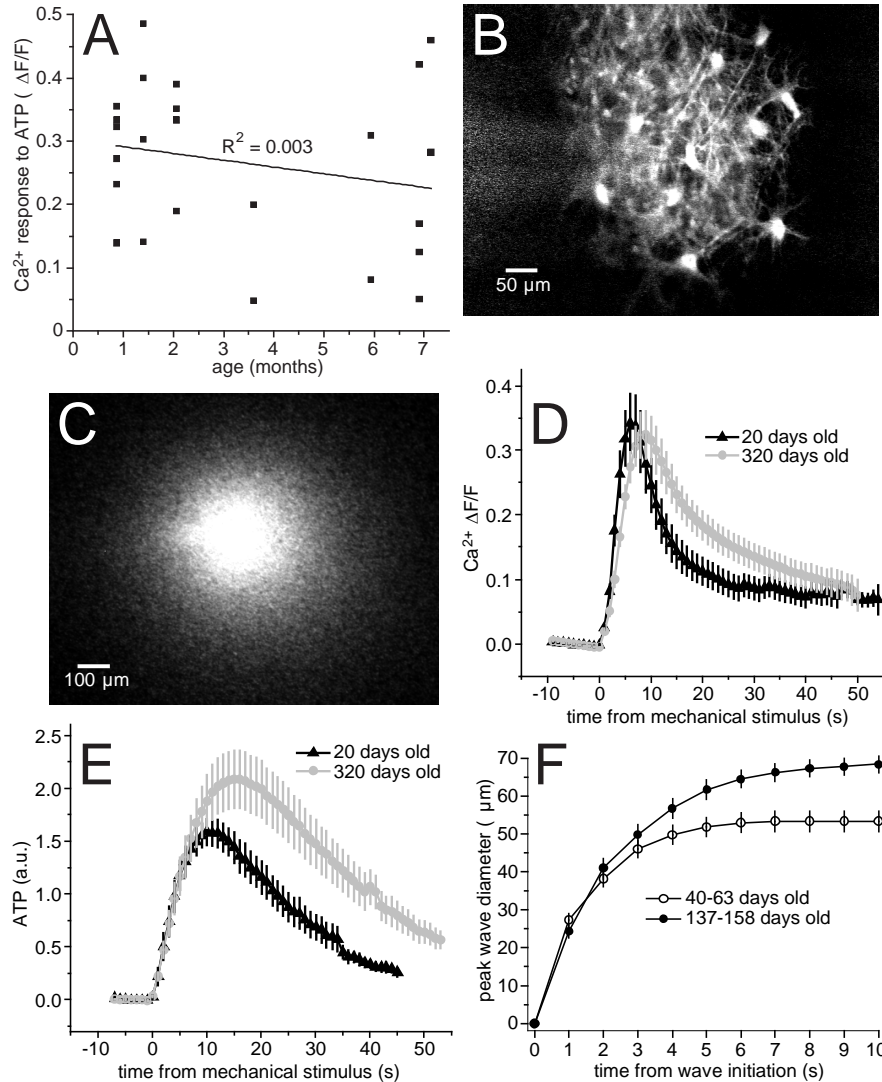 A
Ca²⁺ response to ATP ( ΔF/F)
0.5
0.4
0.3
0.2
0.1
0
R² = 0.003
0 1 2 3 4 5 6 7
age (months)
B
50 µm
C
100 µm
D
Ca²⁺ ΔF/F
0.4
0.3
0.2
0.1
0.0
20 days old
320 days old
-10 0 10 20 30 40 50
time from mechanical stimulus (s)
E
ATP (a.u.)
2.5
2.0
1.5
1.0
0.5
0.0
20 days old
320 days old
-10 0 10 20 30 40 50
time from mechanical stimulus (s)
F
peak wave diameter ( µm)
70
60
50
40
30
20
10
0
40-63 days old
137-158 days old
0 1 2 3 4 5 6 7 8 9 10
time from wave initiation (s)